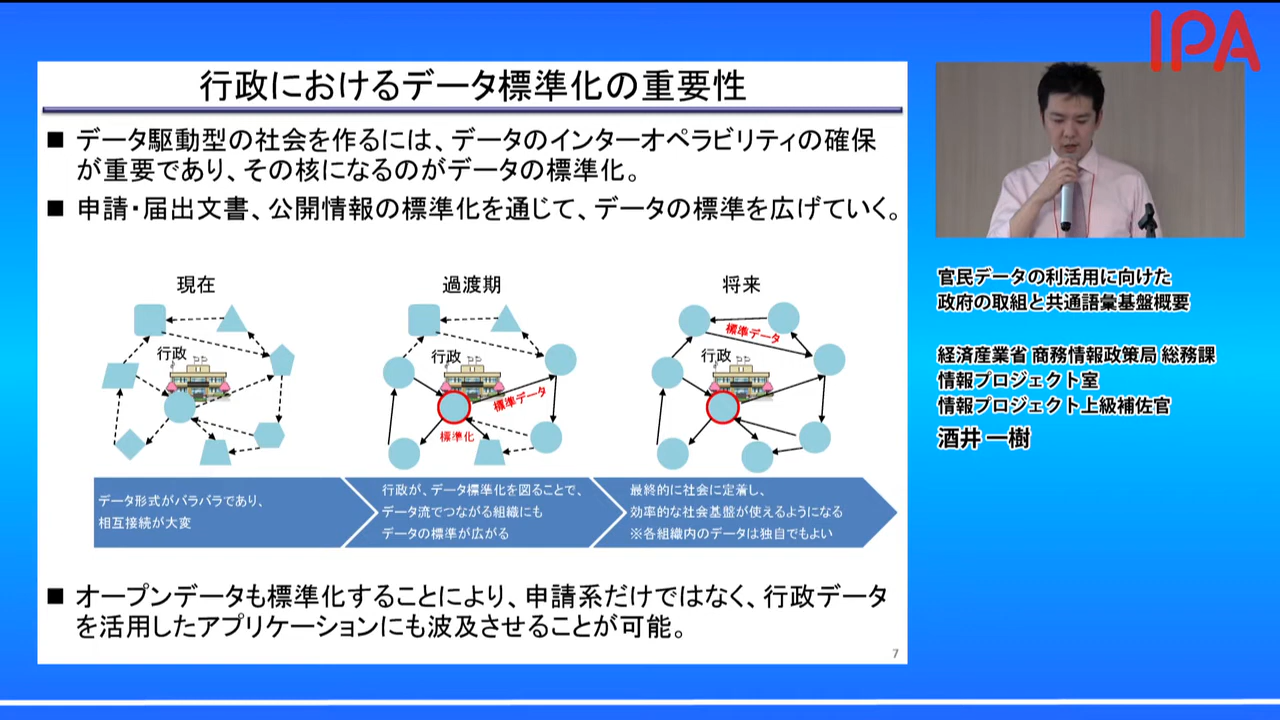 IPA
行政におけるデータ標準化の重要性
■ データ駆動型の社会を作るには、データのインターオペラビリティの確保
が重要であり、その核になるのがデータの標準化。
■ 申請・届出文書、公開情報の標準化を通じて、データの標準を広げていく。
現在
過渡期
将来
行政
行政
標準データ
標準化
標準データ
行政
データ形式がバラバラであり、
相互接続が大変
行政が、データ標準化を図ることで、
データ流でつながる組織にも
データの標準が広がる
最終的に社会に定着し、
効率的な社会基盤が使えるようになる
※各組織内のデータは独自でもよい
■ オープンデータも標準化することにより、申請系だけではなく、行政データ
を活用したアプリケーションにも波及させることが可能。
7
官民データの利活用に向けた
政府の取組と共通語彙基盤概要
経済産業省 商務情報政策局 総務課
情報プロジェクト室
情報プロジェクト上級補佐官
酒井 一樹